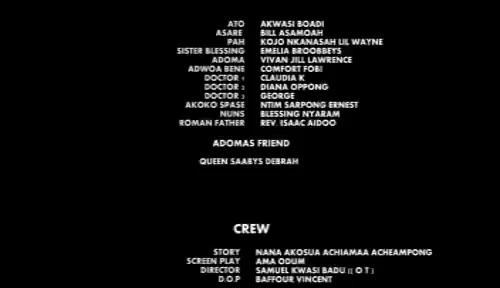 ATO AKWASI BOADI
ASARE BILL ASAMOAH
PAH KOJO NKANASAH LIL WAYNE
SISTER BLESSING EMELIA BROOBBEYS
ADOMA VIVAN JILL LAWRENCE
ADWOA BENE COMFORT FOBI
DOCTOR 1 CLAUDIA K
DOCTOR 2 DIANA OPPONG
DOCTOR 3 GEORGE
AKOKO SPASE NTIM SARPONG ERNEST
NUNS BLESSING NYARAM
ROMAN FATHER REV. ISAAC AIDOO
ADOMAS FRIEND
QUEEN SAABYS DEBRAH
CREW
STORY NANA AKOSUA ACHIAMAA ACHEAMPONG
SCREEN PLAY AMA ODUM
DIRECTOR SAMUEL KWASI BADU (( O T )
D.O.P BAFFOUR VINCENT